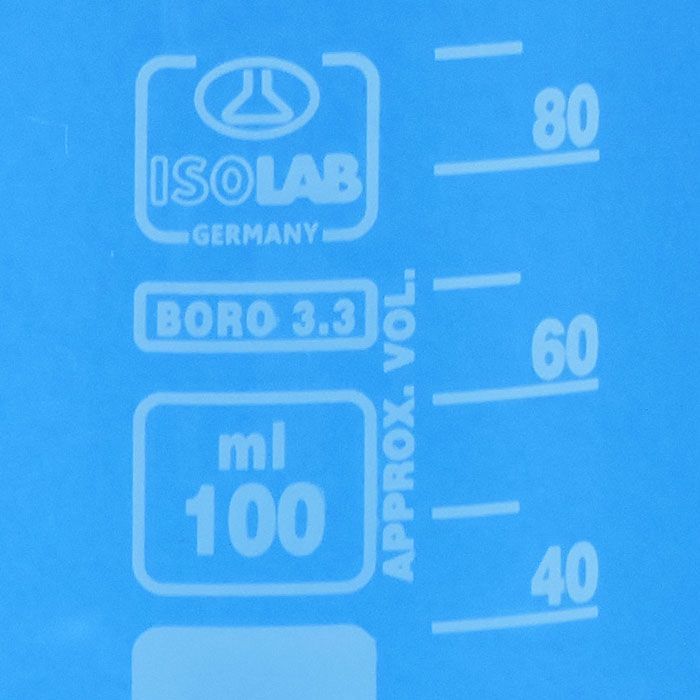 ISOLAB
GERMANY
BORO 3.3
ml
100
APPROX. VOL.
80
60
40